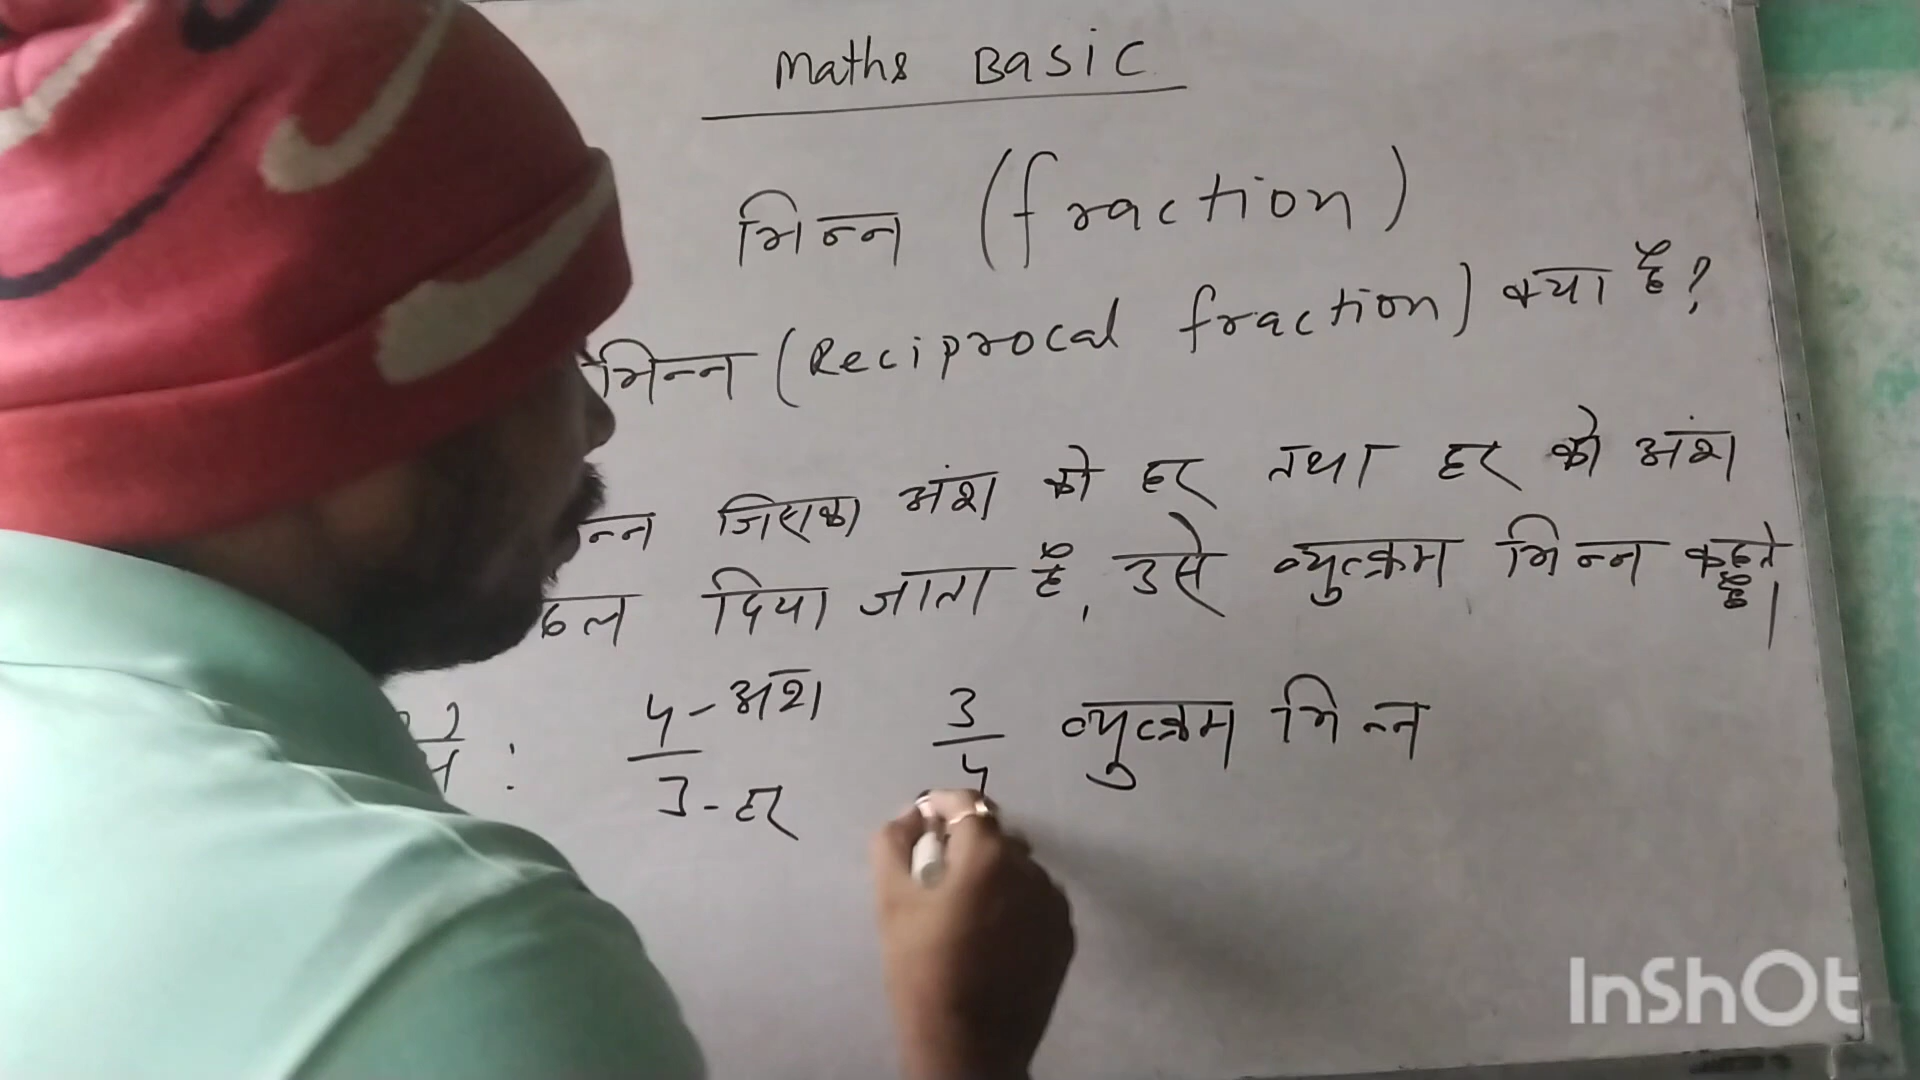 Maths Basic
भिन्न (fraction)
भिन्न (Reciprocal fraction) क्या है?
जिसका अंश को हर तथा हर को अंश
दिया जाता है, उसे व्युत्क्रम भिन्न कहते हैं।
: 4 - अंश 3 व्युत्क्रम भिन्न
3 - हर 4
InShOt